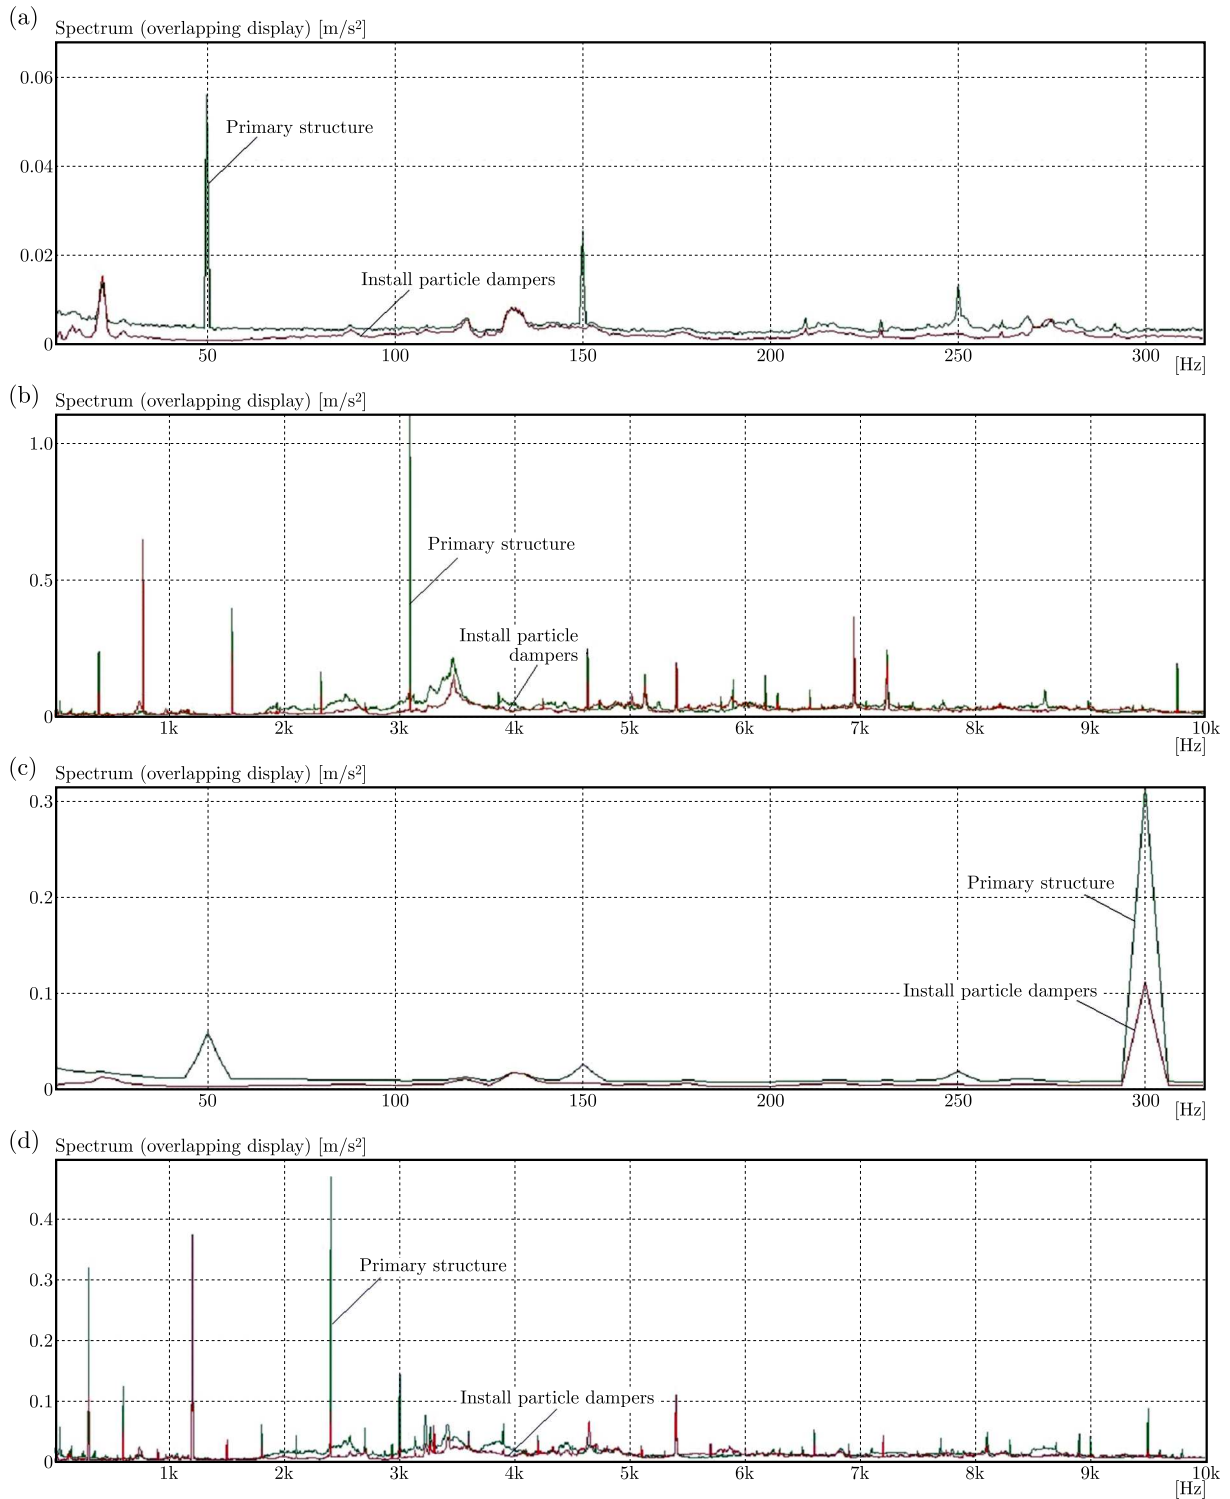 (a)
Spectrum (overlapping display) [m/s²]
0.06
Primary structure
0.04
0.02
Install particle dampers
0
50 100 150 200 250 300
[Hz]
(b)
Spectrum (overlapping display) [m/s²]
1.0
Primary structure
0.5
Install particle
dampers
0
1k 2k 3k 4k 5k 6k 7k 8k 9k 10k
[Hz]
(c)
Spectrum (overlapping display) [m/s²]
0.3
Primary structure
0.2
Install particle dampers
0.1
0
50 100 150 200 250 300
[Hz]
(d)
Spectrum (overlapping display) [m/s²]
0.4
Primary structure
0.3
0.2
Install particle dampers
0.1
0
1k 2k 3k 4k 5k 6k 7k 8k 9k 10k
[Hz]